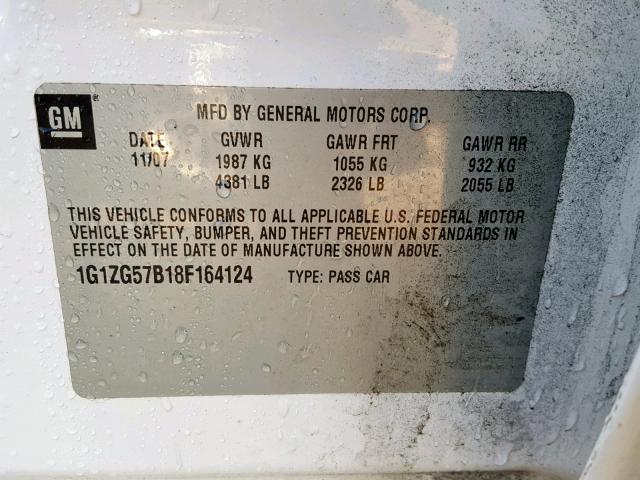 GM ®
MFD BY GENERAL MOTORS CORP.
DATE GVWR GAWR FRT GAWR RR
11/07 1987 KG 1055 KG 932 KG
4381 LB 2326 LB 2055 LB
THIS VEHICLE CONFORMS TO ALL APPLICABLE U.S. FEDERAL MOTOR
VEHICLE SAFETY, BUMPER, AND THEFT PREVENTION STANDARDS IN
EFFECT ON THE DATE OF MANUFACTURE SHOWN ABOVE.
1G1ZG57B18F164124 TYPE: PASS CAR